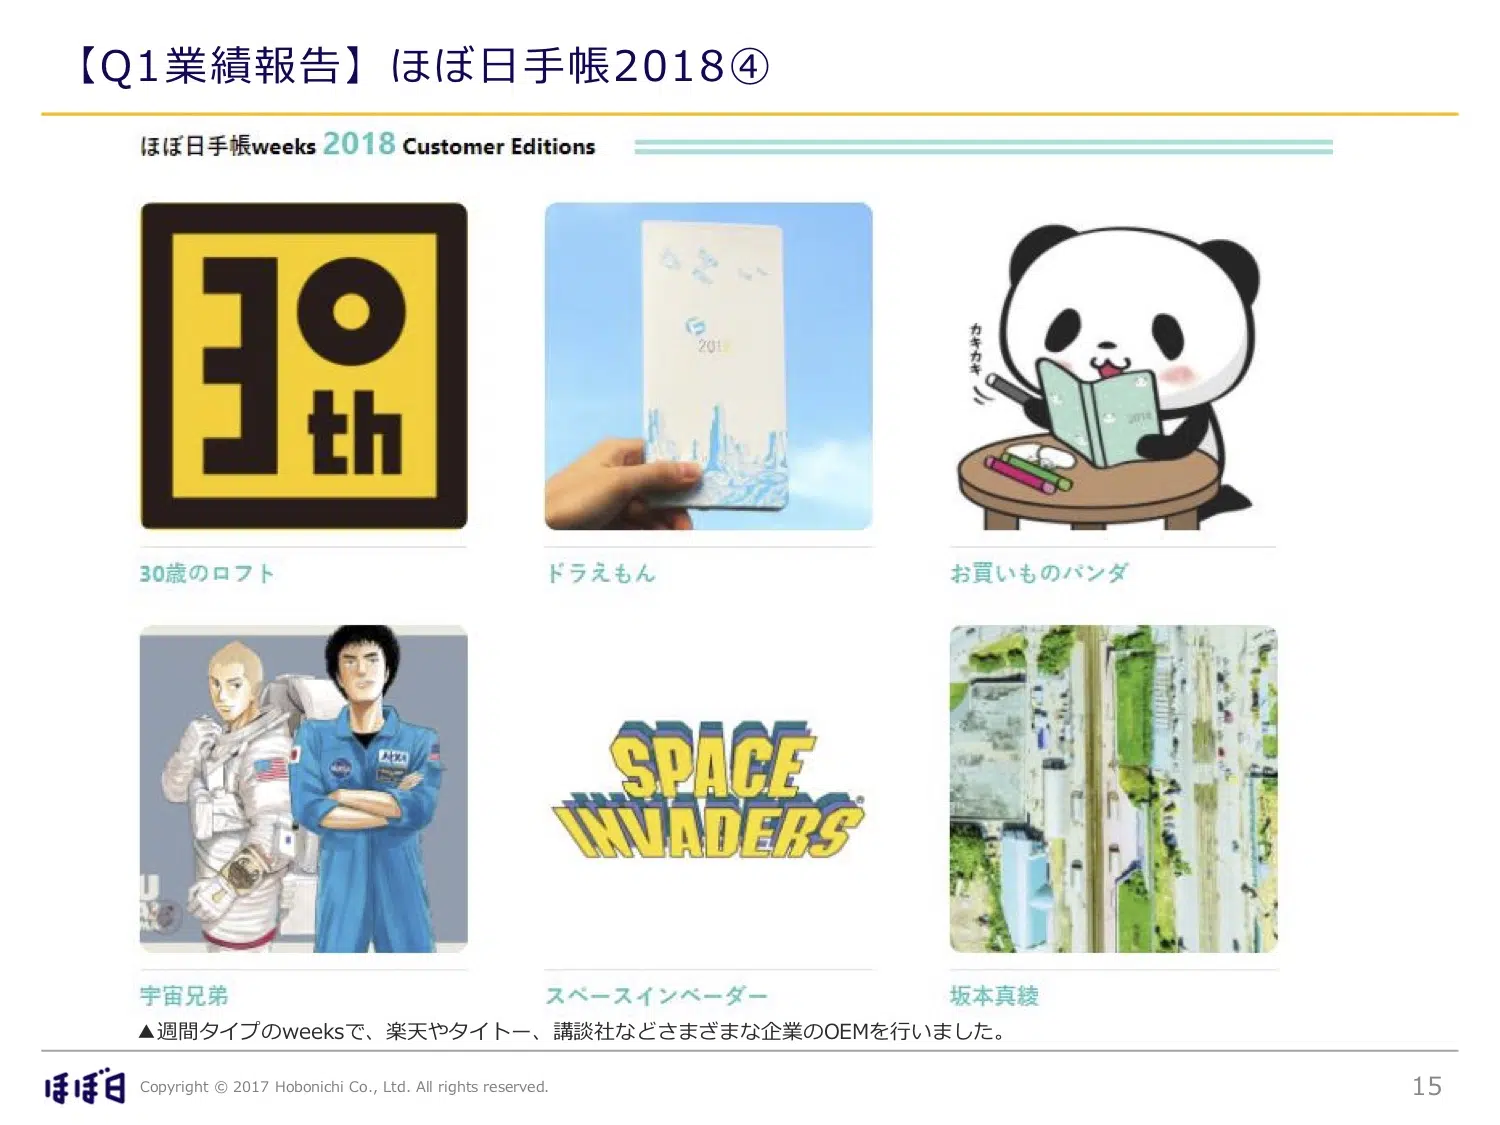 【Q1業績報告】ほぼ日手帳2018④
ほぼ日手帳weeks 2018 Customer Editions
30th
2018
カキカキ
2018
30歳のロフト
ドラえもん
お買いものパンダ
NASA
SPACE
INVADERS
宇宙兄弟
スペースインベーダー
坂本真綾
▲週間タイプのweeksで、楽天やタイトー、講談社などさまざまな企業のOEMを行いました。
ほぼ日
Copyright © 2017 Hobonichi Co., Ltd. All rights reserved.
15